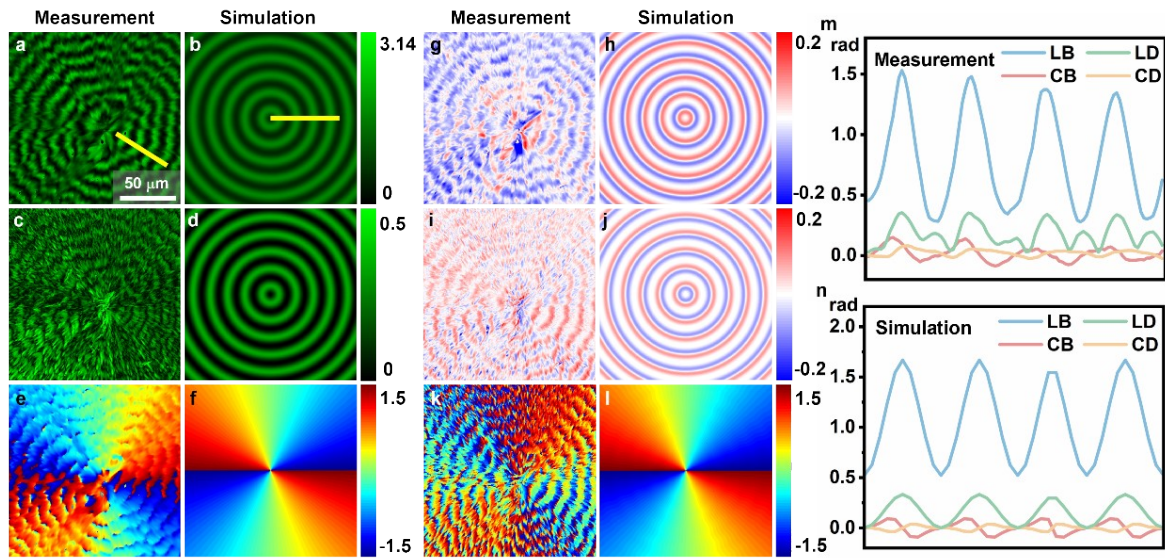 Measurement Simulation Measurement Simulation m
a b 3.14 g h 0.2 rad
Measurement LB LD
CB CD
1.5
1.0
50 μm 0 -0.2 0.5
c d 0.5 i j 0.2
0.0
n
rad
2.0 Simulation LB LD
0 -0.2 CB CD
e f 1.5 k l 1.5 1.5
1.0
0.5
-1.5 -1.5 0.0